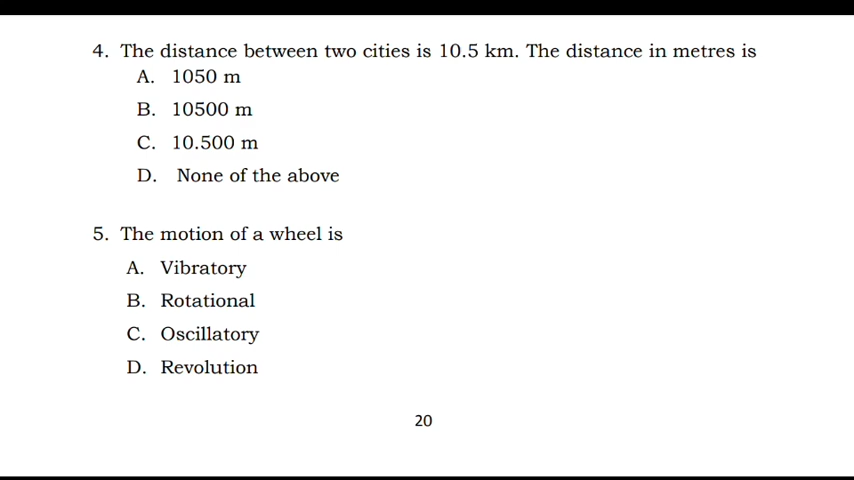 4. The distance between two cities is 10.5 km. The distance in metres is
A. 1050 m
B. 10500 m
C. 10.500 m
D. None of the above
5. The motion of a wheel is
A. Vibratory
B. Rotational
C. Oscillatory
D. Revolution
20